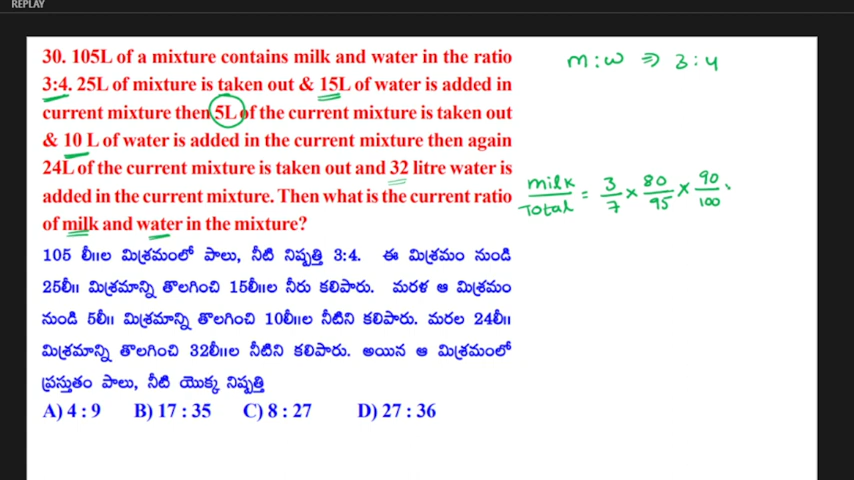 REPLAY
30. 105L of a mixture contains milk and water in the ratio
3:4. 25L of mixture is taken out & 15L of water is added in
current mixture then 5L of the current mixture is taken out
& 10 L of water is added in the current mixture then again
24L of the current mixture is taken out and 32 litre water is
added in the current mixture. Then what is the current ratio
of milk and water in the mixture?
105 లీ॥ల మిశ్రమంలో పాలు, నీటి నిష్పత్తి 3:4. ఈ మిశ్రమం నుండి
25లీ॥ మిశ్రమాన్ని తొలగించి 15లీ॥ల నీరు కలిపారు. మరళ ఆ మిశ్రమం
నుండి 5లీ॥ మిశ్రమాన్ని తొలగించి 10లీ॥ల నీటిని కలిపారు. మరల 24లీ॥
మిశ్రమాన్ని తొలగించి 32లీ॥ల నీటిని కలిపారు. అయిన ఆ మిశ్రమంలో
ప్రస్తుతం పాలు, నీటి యొక్క నిష్పత్తి
A) 4 : 9 B) 17 : 35 C) 8 : 27 D) 27 : 36
m : w ⇒ 3 : 4
milk/Total = 3/7 × 80/95 × 90/100 ×